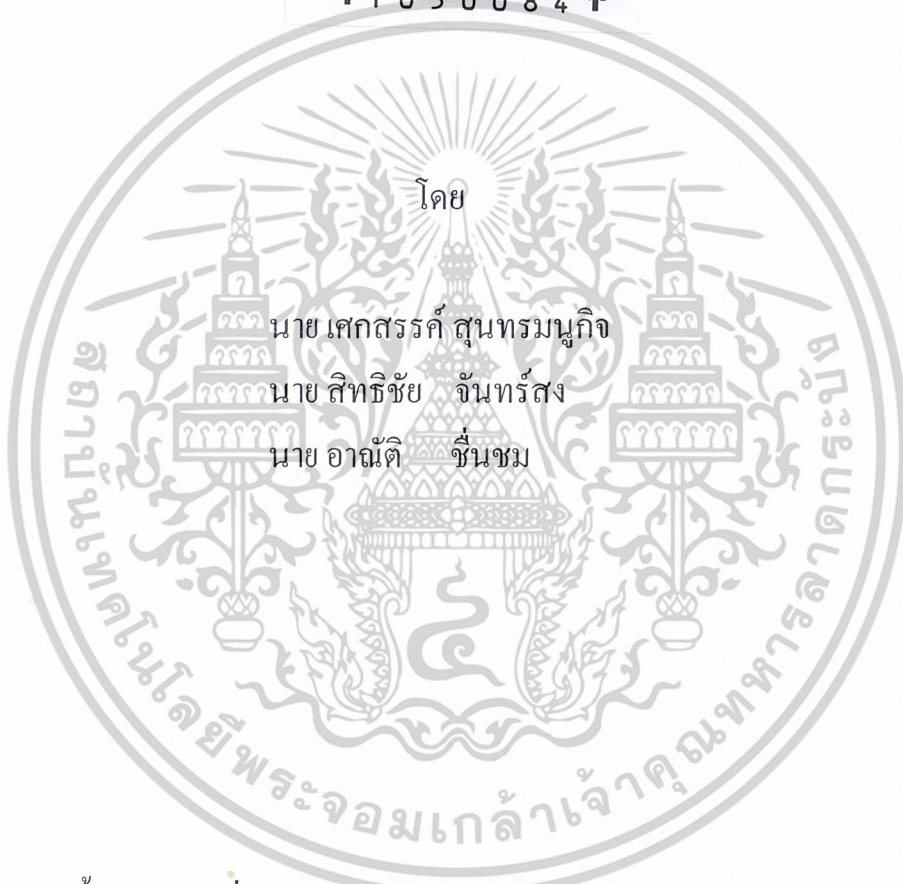 โดย
นาย เศกสรรค์ สุนทรมนูกิจ
นาย สิทธิชัย จันทร์สง
นาย อาณัติ ชื่นชม
สถาบันเทคโนโลยีพระจอมเกล้าเจ้าคุณทหารลาดกระบัง